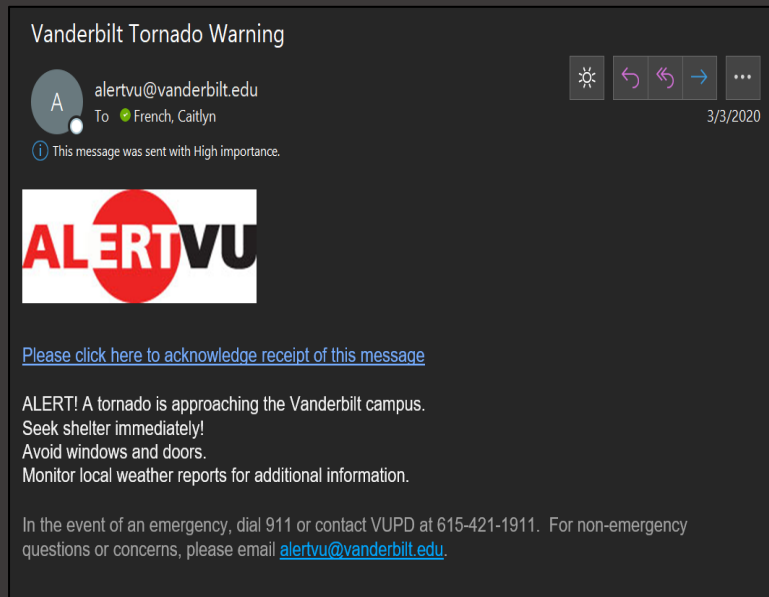 Vanderbilt Tornado Warning
A
alertvu@vanderbilt.edu
To French, Caitlyn
3/3/2020
This message was sent with High importance.
ALERTVU
Please click here to acknowledge receipt of this message
ALERT! A tornado is approaching the Vanderbilt campus.
Seek shelter immediately!
Avoid windows and doors.
Monitor local weather reports for additional information.
In the event of an emergency, dial 911 or contact VUPD at 615-421-1911. For non-emergency
questions or concerns, please email alertvu@vanderbilt.edu.